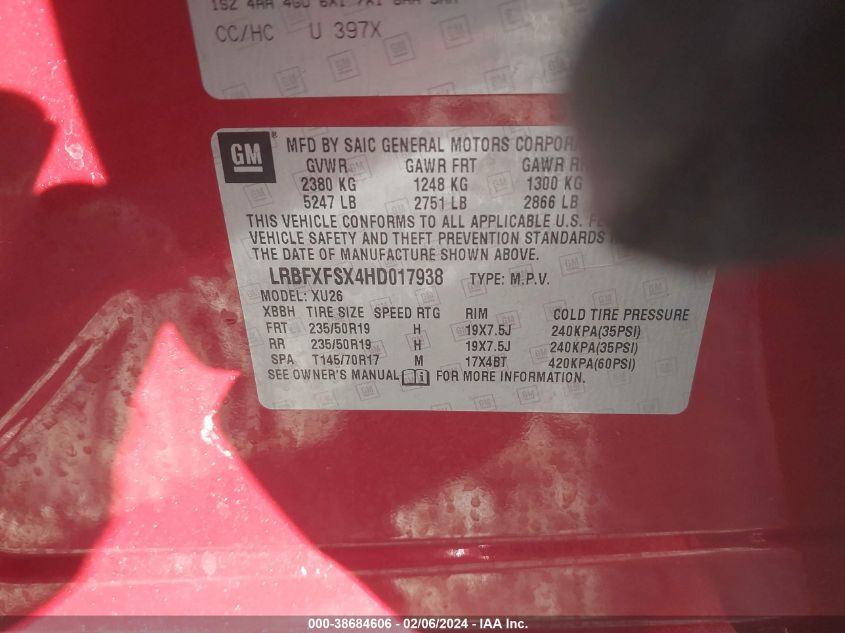 CC/HC U 397X
GM ® MFD BY SAIC GENERAL MOTORS
GVWR GAWR FRT GAWR
2380 KG 1248 KG 1300 KG
5247 LB 2751 LB 2866 LB
THIS VEHICLE CONFORMS TO ALL APPLICABLE U.S.
VEHICLE SAFETY AND THEFT PREVENTION STANDARDS
THE DATE OF MANUFACTURE SHOWN ABOVE.
LRBFXFSX4HD017938 TYPE: M.P.V.
MODEL: XU26
XBBH TIRE SIZE SPEED RTG RIM COLD TIRE PRESSURE
FRT 235/50R19 H 19X7.5J 240KPA(35PSI)
RR 235/50R19 H 19X7.5J 240KPA(35PSI)
SPA T145/70R17 M 17X4BT 420KPA(60PSI)
SEE OWNER'S MANUAL FOR MORE INFORMATION.
000-38684606 - 02/06/2024 - IAA Inc.